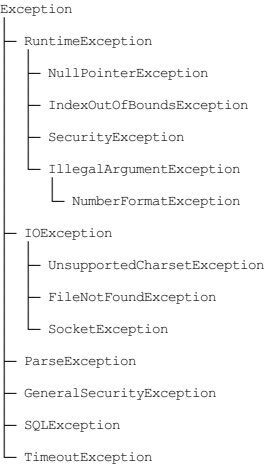 Exception
RuntimeException
NullPointerException
IndexOutOfBoundsException
SecurityException
IllegalArgumentException
NumberFormatException
IOException
UnsupportedCharsetException
FileNotFoundException
SocketException
ParseException
GeneralSecurityException
SQLException
TimeoutException